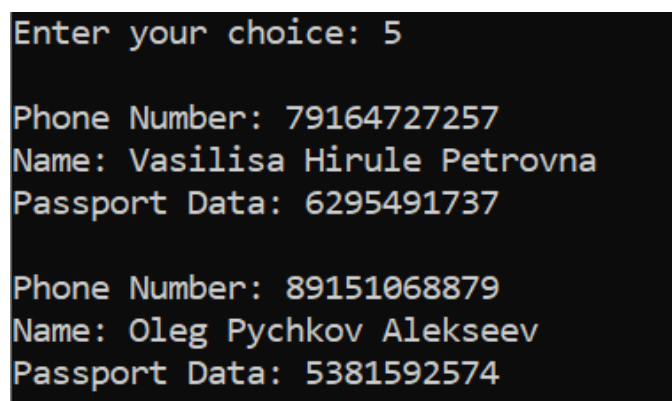 Enter your choice: 5
Phone Number: 79164727257
Name: Vasilisa Hirule Petrovna
Passport Data: 6295491737
Phone Number: 89151068879
Name: Oleg Pychkov Alekseev
Passport Data: 5381592574